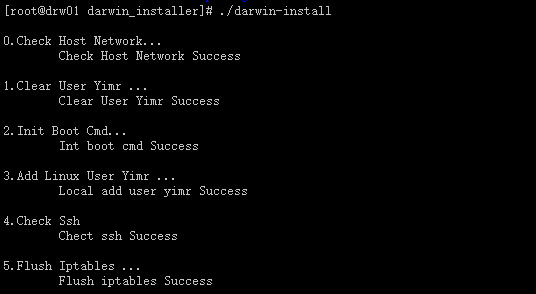 [root@drw01 darwin_installer]# ./darwin-install
0.Check Host Network...
Check Host Network Success
1.Clear User Yimr ...
Clear User Yimr Success
2.Init Boot Cmd...
Int boot cmd Success
3.Add Linux User Yimr ...
Local add user yimr Success
4.Check Ssh
Chect ssh Success
5.Flush Iptables ...
Flush iptables Success